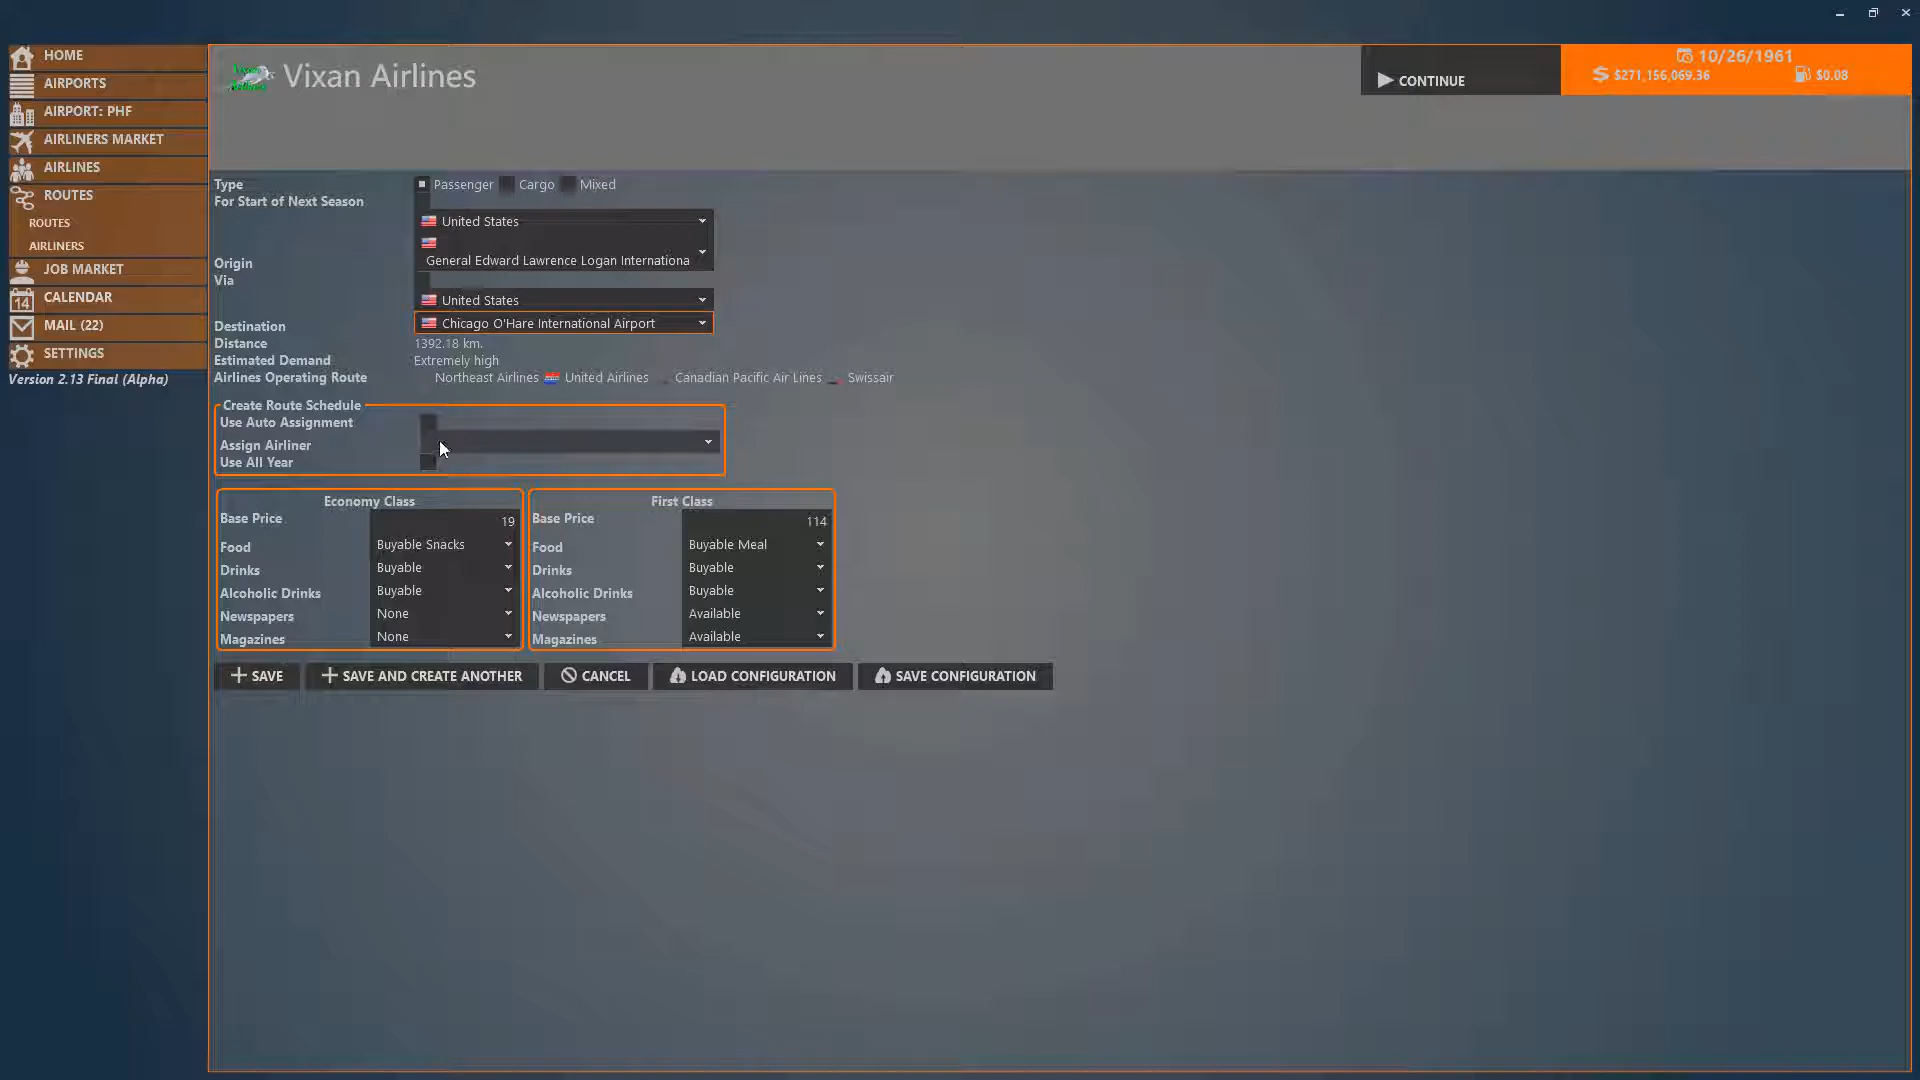 HOME
AIRPORTS
AIRPORT: PHF
AIRLINERS MARKET
AIRLINES
ROUTES
ROUTES
AIRLINERS
JOB MARKET
14 CALENDAR
MAIL (22)
SETTINGS
Version 2.13 Final (Alpha)
Vixan Airlines
CONTINUE
10/26/1961
$271,156,069.36 $0.08
Type Passenger Cargo Mixed
For Start of Next Season
United States
General Edward Lawrence Logan Internationa
Origin
Via
United States
Destination Chicago O'Hare International Airport
Distance 1392.18 km.
Estimated Demand Extremely high
Airlines Operating Route Northeast Airlines United Airlines Canadian Pacific Air Lines Swissair
Create Route Schedule
Use Auto Assignment
Assign Airliner
Use All Year
Economy Class
Base Price 19
Food Buyable Snacks
Drinks Buyable
Alcoholic Drinks Buyable
Newspapers None
Magazines None
First Class
Base Price 114
Food Buyable Meal
Drinks Buyable
Alcoholic Drinks Buyable
Newspapers Available
Magazines Available
SAVE SAVE AND CREATE ANOTHER CANCEL LOAD CONFIGURATION SAVE CONFIGURATION